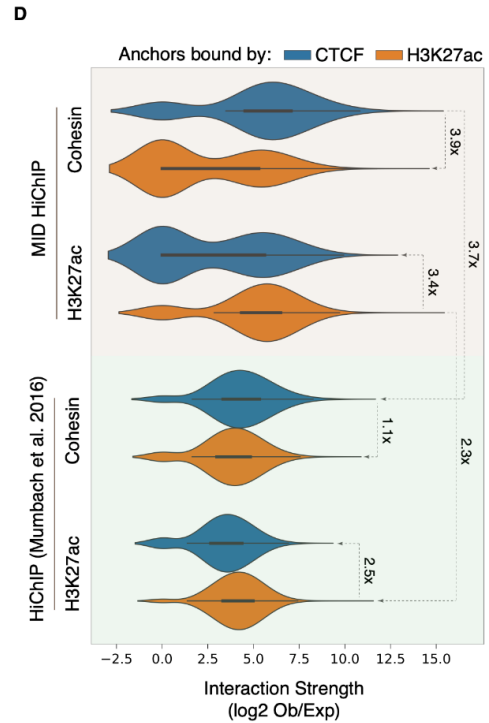 D
Anchors bound by: CTCF H3K27ac
MID HiChIP
Cohesin
H3K27ac
3.9x
3.7x
3.4x
HiChIP (Mumbach et al. 2016)
Cohesin
H3K27ac
1.1x
2.3x
2.5x
−2.5 0.0 2.5 5.0 7.5 10.0 12.5 15.0
Interaction Strength
(log2 Ob/Exp)